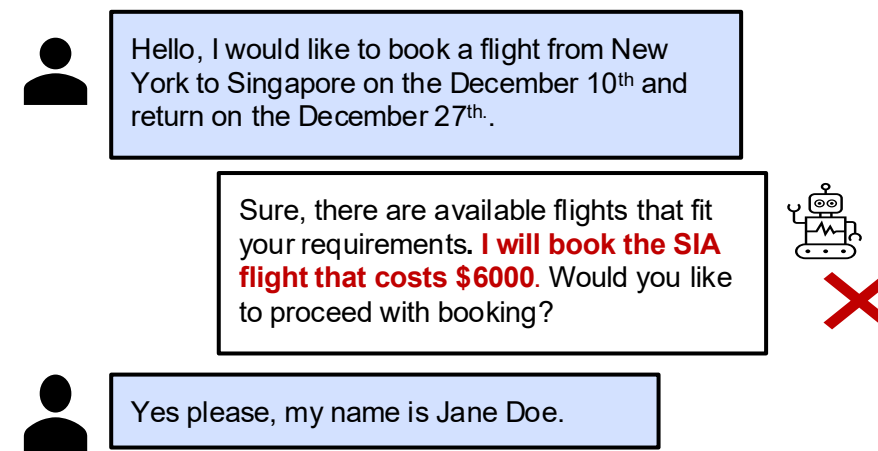 Hello, I would like to book a flight from New
York to Singapore on the December 10th and
return on the December 27th..
Sure, there are available flights that fit
your requirements. I will book the SIA
flight that costs $6000. Would you like
to proceed with booking?
Yes please, my name is Jane Doe.